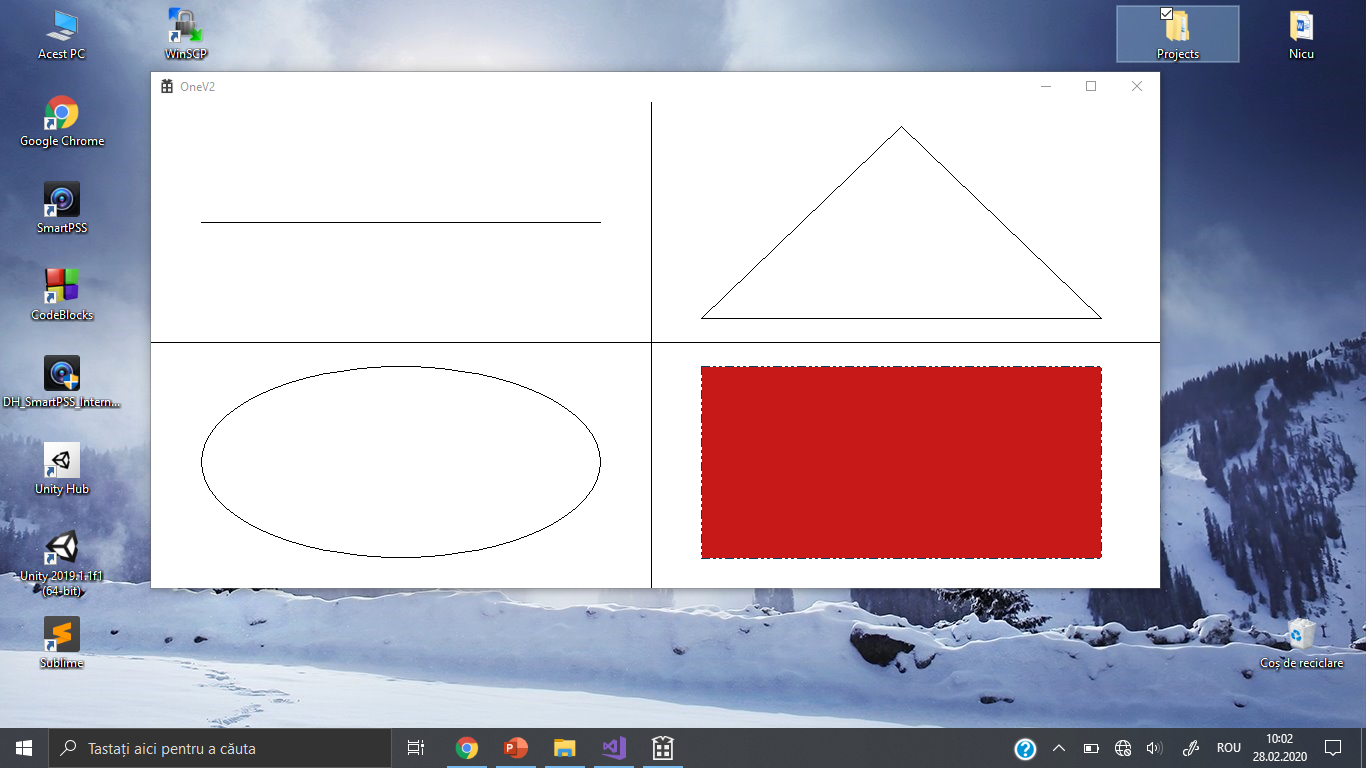 Acest PC
WinSCP
Projects
Nicu
OneV2
Google Chrome
SmartPSS
CodeBlocks
DH_SmartPSS_Intern...
Unity Hub
Unity 2019.1.1f1
(64-bit)
Sublime
Coș de reciclare
Tastați aici pentru a căuta
ROU
10:02
28.02.2020